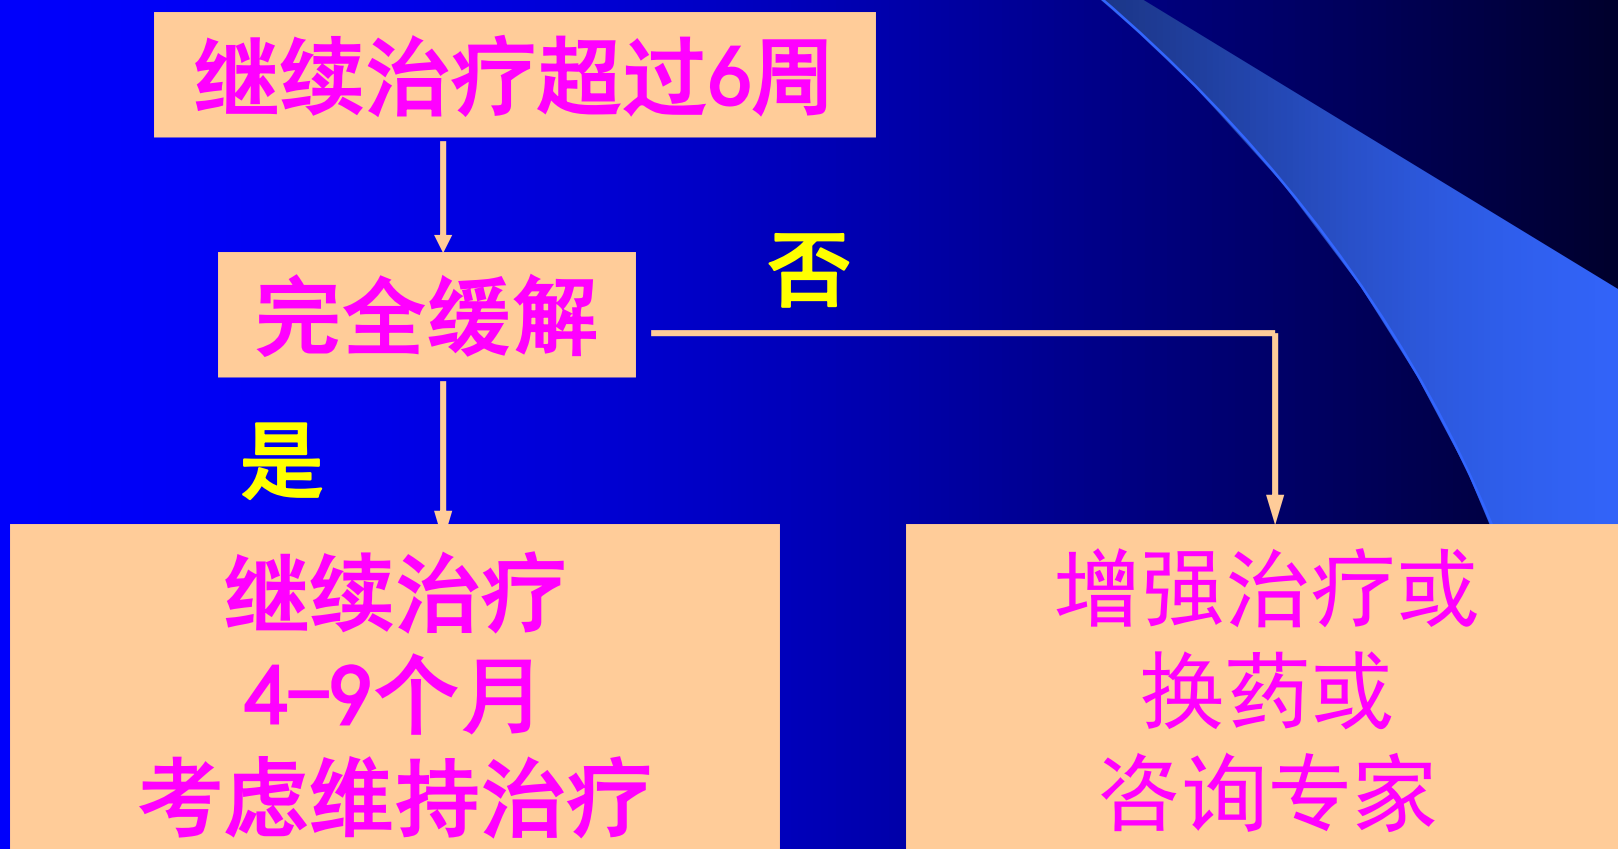 继续治疗超过6周
否
完全缓解
是
继续治疗
4-9个月
考虑维持治疗
增强治疗或
换药或
咨询专家